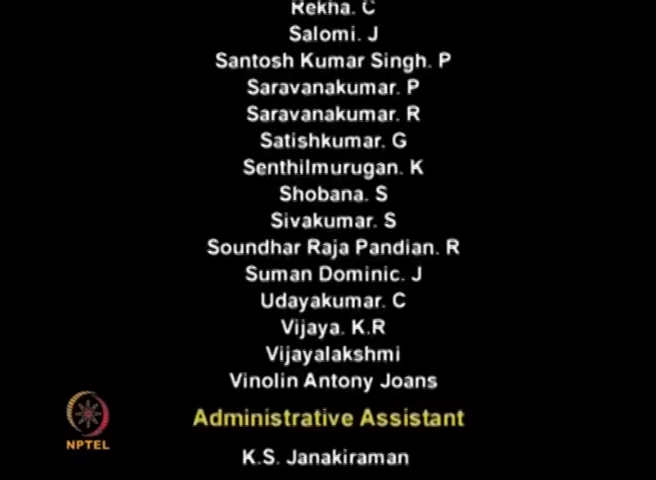 Rekha. C
Salomi. J
Santosh Kumar Singh. P
Saravanakumar. P
Saravanakumar. R
Satishkumar. G
Senthilmurugan. K
Shobana. S
Sivakumar. S
Soundhar Raja Pandian. R
Suman Dominic. J
Udayakumar. C
Vijaya. K.R
Vijayalakshmi
Vinolin Antony Joans
Administrative Assistant
NPTEL
K.S. Janakiraman